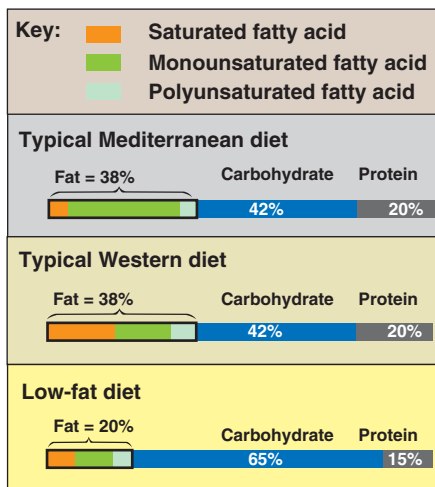 Key: Saturated fatty acid
Monounsaturated fatty acid
Polyunsaturated fatty acid
Typical Mediterranean diet
Fat = 38% Carbohydrate Protein
42% 20%
Typical Western diet
Fat = 38% Carbohydrate Protein
42% 20%
Low-fat diet
Fat = 20% Carbohydrate Protein
65% 15%